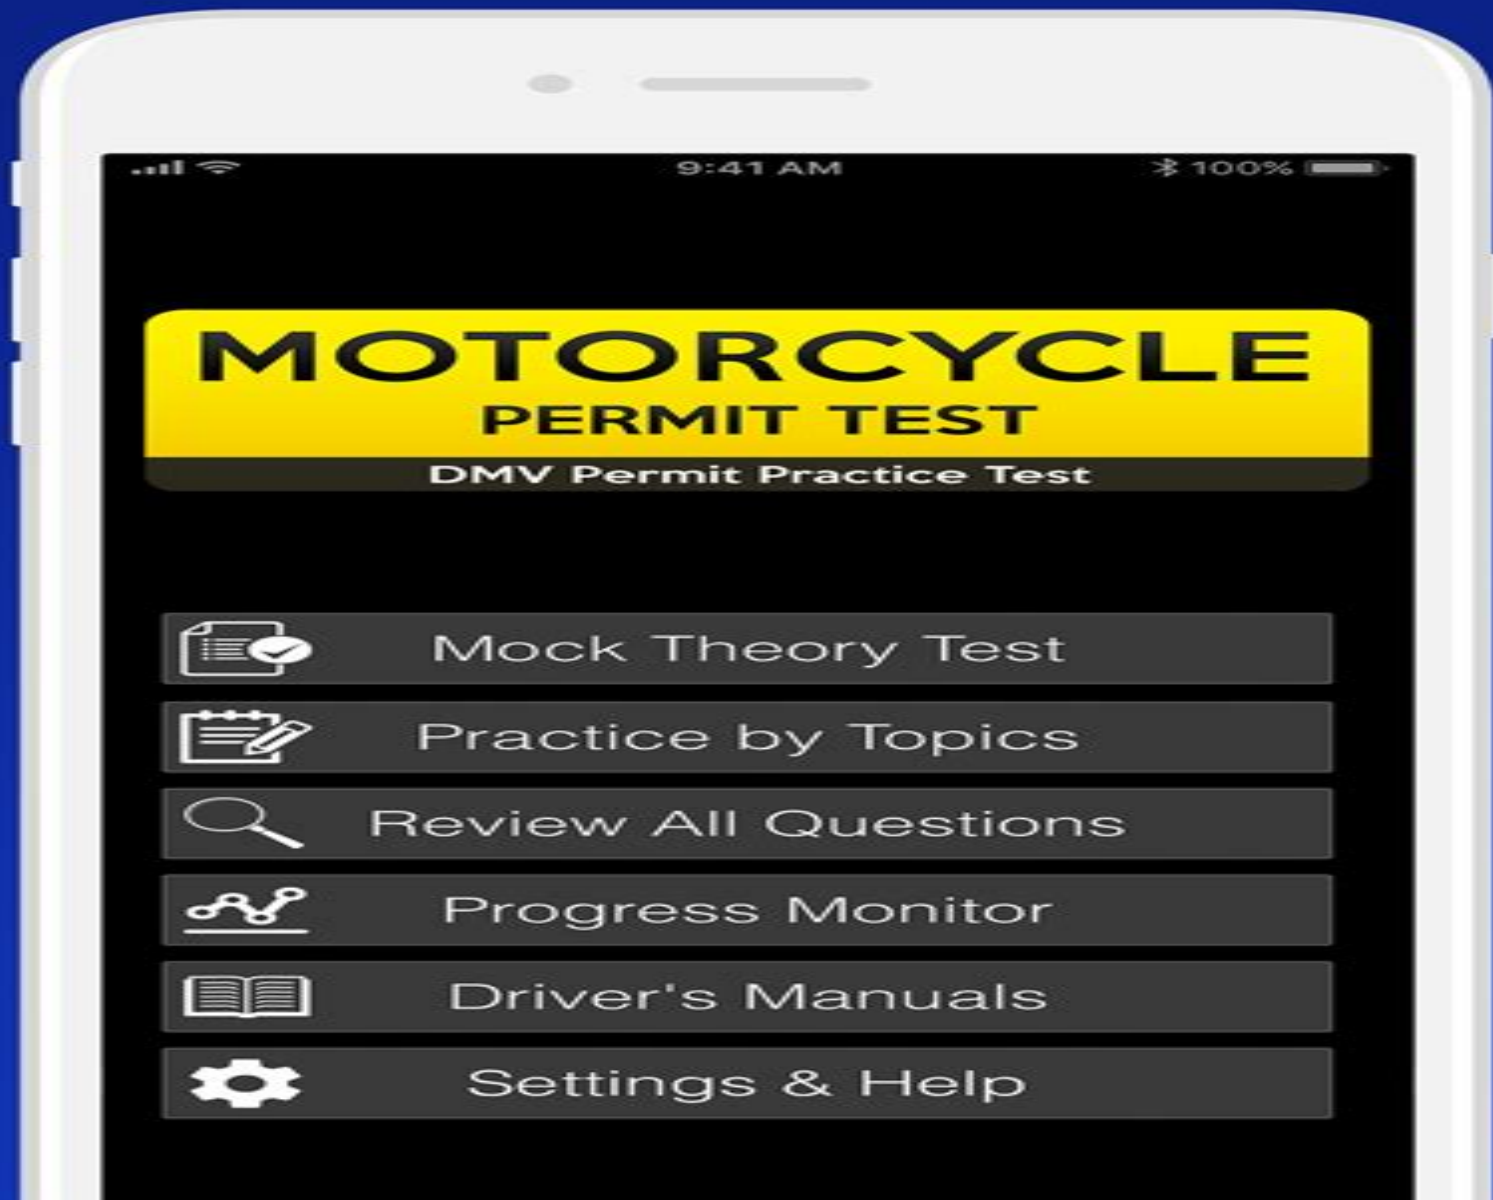 9:41 AM
100%
MOTORCYCLE
PERMIT TEST
DMV Permit Practice Test
Mock Theory Test
Practice by Topics
Review All Questions
Progress Monitor
Driver's Manuals
Settings & Help